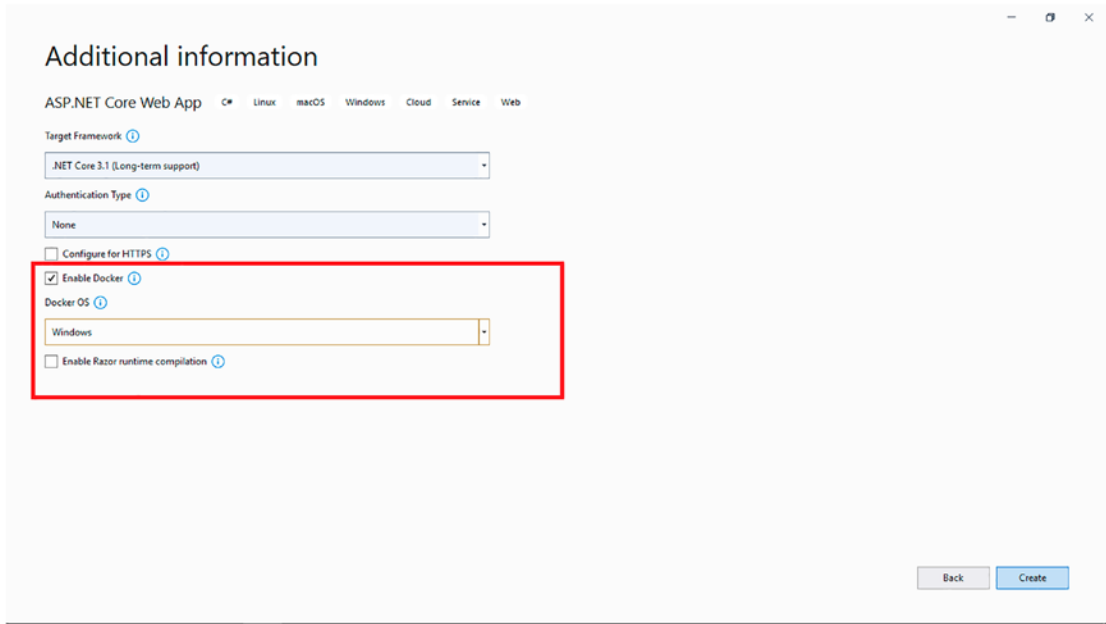 Additional information
ASP.NET Core Web App C# Linux macOS Windows Cloud Service Web
Target Framework
.NET Core 3.1 (Long-term support)
Authentication Type
None
Configure for HTTPS
Enable Docker
Docker OS
Windows
Enable Razor runtime compilation
Back Create